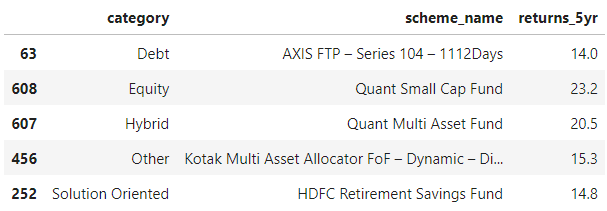 category scheme_name returns_5yr
63 Debt AXIS FTP – Series 104 – 1112Days 14.0
608 Equity Quant Small Cap Fund 23.2
607 Hybrid Quant Multi Asset Fund 20.5
456 Other Kotak Multi Asset Allocator FoF – Dynamic – Di... 15.3
252 Solution Oriented HDFC Retirement Savings Fund 14.8